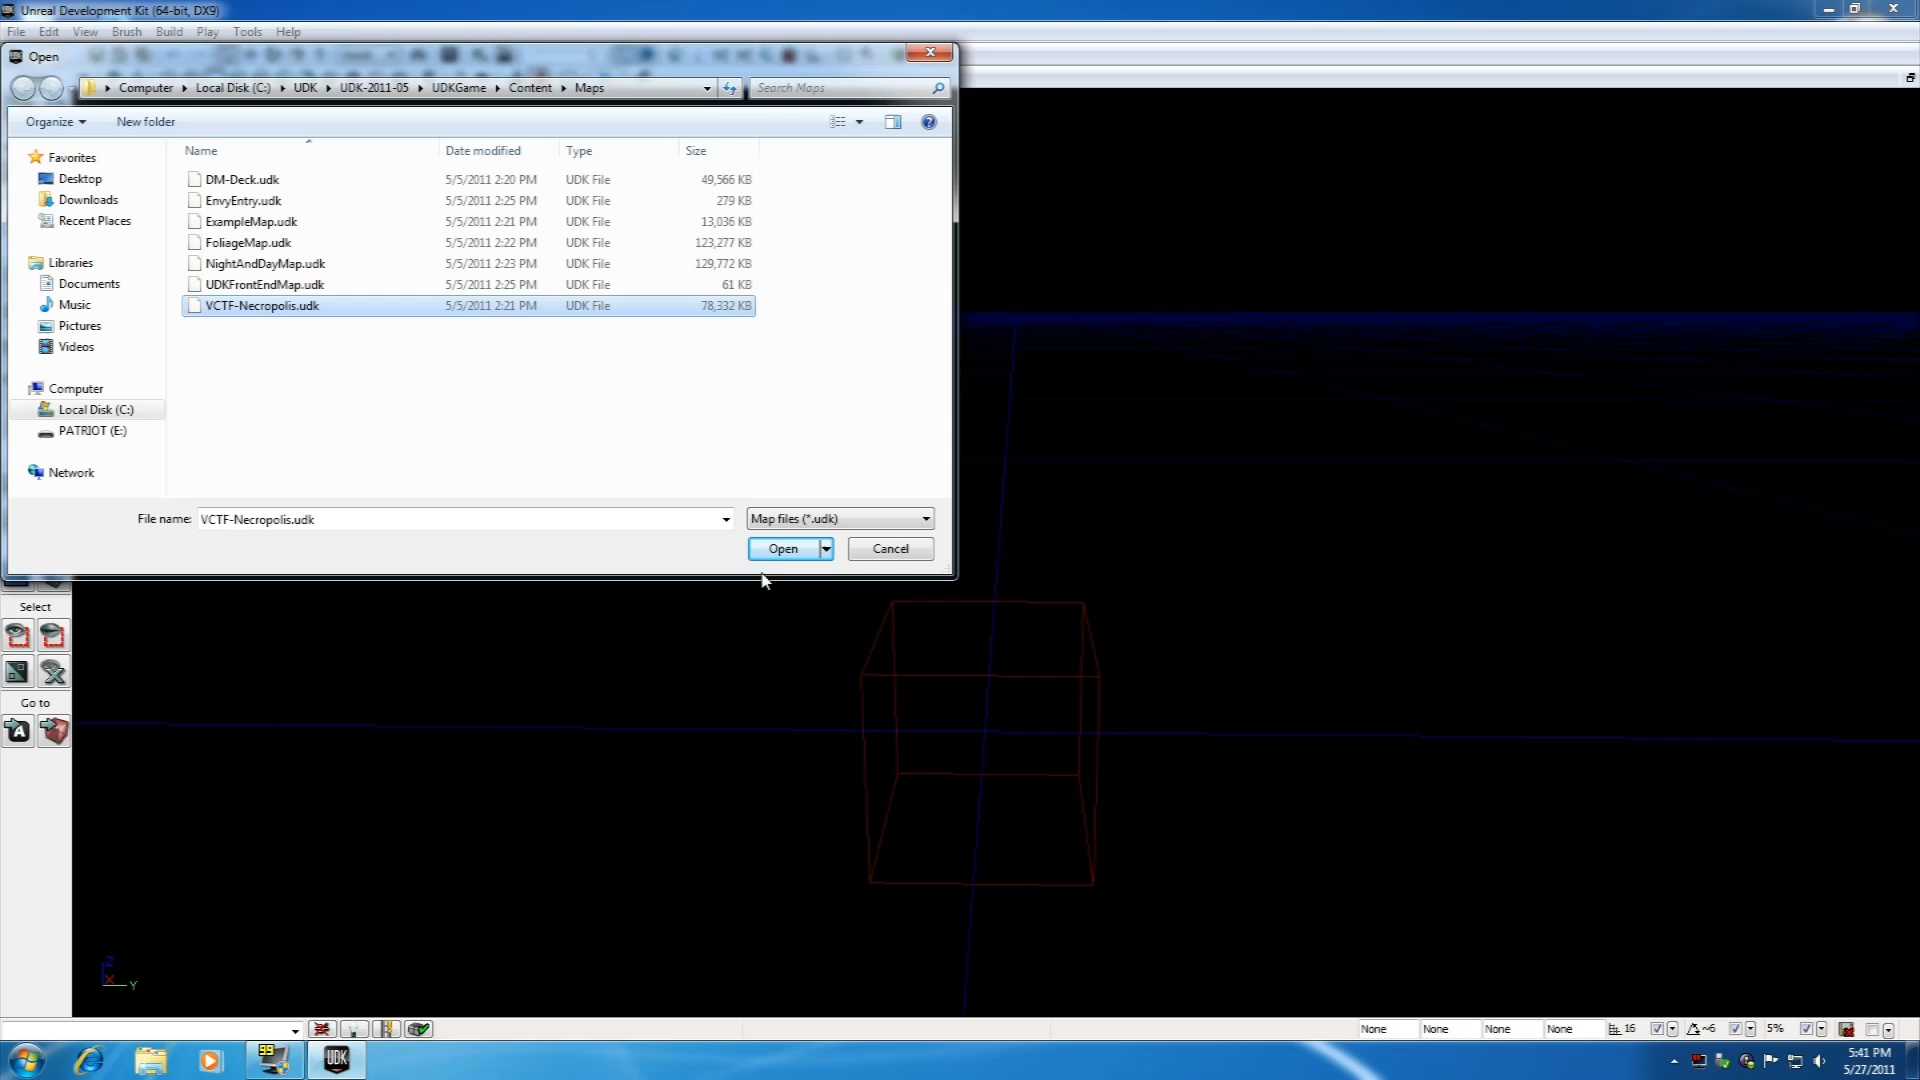 Unreal Development Kit (64-bit, DX9)
File Edit View Brush Build Play Tools Help
Open
Computer Local Disk (C:) UDK UDK-2011-05 UDKGame Content Maps Search Maps
Organize New folder
Favorites
Desktop
Downloads
Recent Places
Libraries
Documents
Music
Pictures
Videos
Computer
Local Disk (C:)
PATRIOT (E:)
Network
Name Date modified Type Size
DM-Deck.udk 5/5/2011 2:20 PM UDK File 49,566 KB
EnvyEntry.udk 5/5/2011 2:25 PM UDK File 279 KB
ExampleMap.udk 5/5/2011 2:21 PM UDK File 13,036 KB
FoliageMap.udk 5/5/2011 2:22 PM UDK File 123,277 KB
NightAndDayMap.udk 5/5/2011 2:23 PM UDK File 129,772 KB
UDKFrontEndMap.udk 5/5/2011 2:25 PM UDK File 61 KB
VCTF-Necropolis.udk 5/5/2011 2:21 PM UDK File 78,332 KB
File name: VCTF-Necropolis.udk Map files (*.udk)
Open Cancel
Select
Go to
A
Z
X
Y
None None None None 16 ~6 5%
99
UDK
5:41 PM
5/27/2011